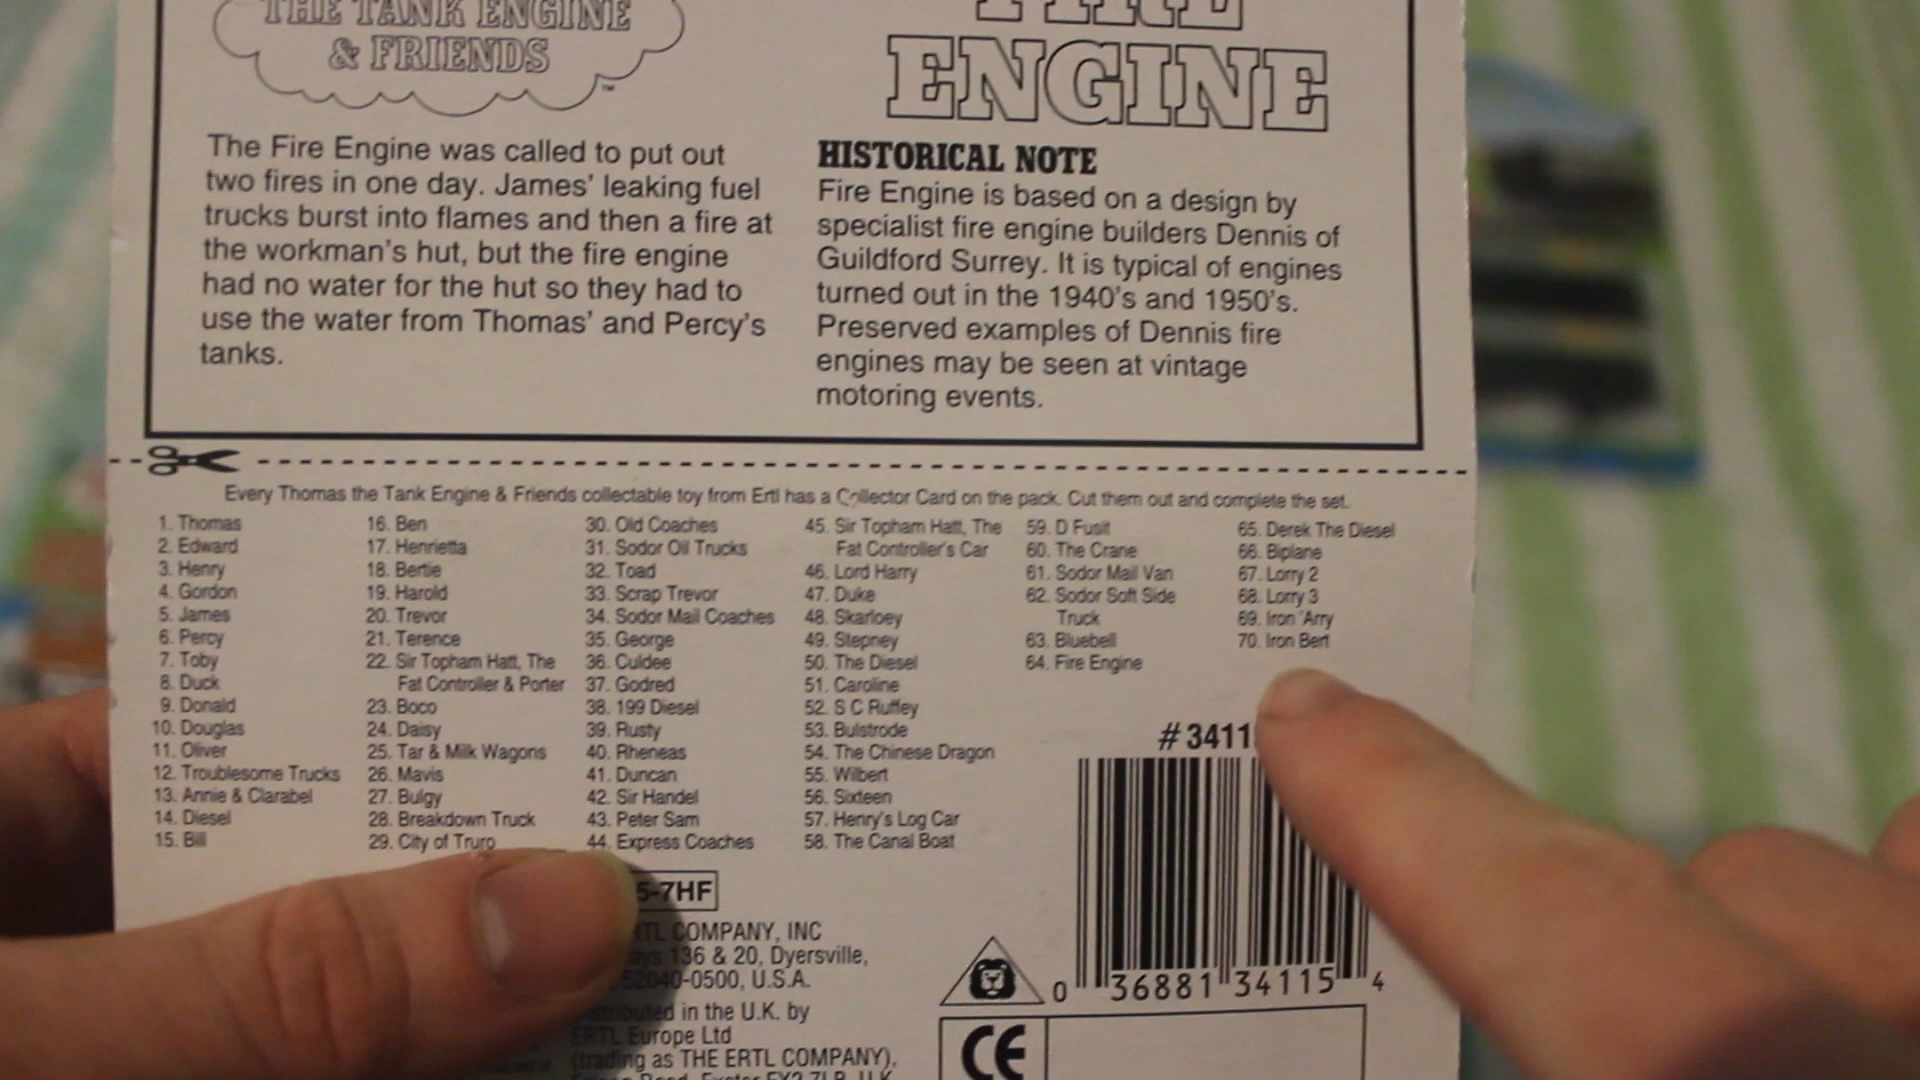 THE TANK ENGINE
& FRIENDS
™
The Fire Engine was called to put out
two fires in one day. James' leaking fuel
trucks burst into flames and then a fire at
the workman's hut, but the fire engine
had no water for the hut so they had to
use the water from Thomas' and Percy's
tanks.
FIRE
ENGINE
HISTORICAL NOTE
Fire Engine is based on a design by
specialist fire engine builders Dennis of
Guildford Surrey. It is typical of engines
turned out in the 1940's and 1950's.
Preserved examples of Dennis fire
engines may be seen at vintage
motoring events.
Every Thomas the Tank Engine & Friends collectable toy from Ertl has a Collector Card on the pack. Cut them out and complete the set.
1. Thomas
2. Edward
3. Henry
4. Gordon
5. James
6. Percy
7. Toby
8. Duck
9. Donald
10. Douglas
11. Oliver
12. Troublesome Trucks
13. Annie & Clarabel
14. Diesel
15. Bill
16. Ben
17. Henrietta
18. Bertie
19. Harold
20. Trevor
21. Terence
22. Sir Topham Hatt, The
Fat Controller & Porter
23. Boco
24. Daisy
25. Tar & Milk Wagons
26. Mavis
27. Bulgy
28. Breakdown Truck
29. City of Truro
30. Old Coaches
31. Sodor Oil Trucks
32. Toad
33. Scrap Trevor
34. Sodor Mail Coaches
35. George
36. Culdee
37. Godred
38. 199 Diesel
39. Rusty
40. Rheneas
41. Duncan
42. Sir Handel
43. Peter Sam
44. Express Coaches
45. Sir Topham Hatt, The
Fat Controller's Car
46. Lord Harry
47. Duke
48. Skarloey
49. Stepney
50. The Diesel
51. Caroline
52. S C Ruffey
53. Bulstrode
54. The Chinese Dragon
55. Wilbert
56. Sixteen
57. Henry's Log Car
58. The Canal Boat
59. D Fusit
60. The Crane
61. Sodor Mail Van
62. Sodor Soft Side
Truck
63. Bluebell
64. Fire Engine
65. Derek The Diesel
66. Biplane
67. Lorry 2
68. Lorry 3
69. Iron 'Arry
70. Iron Bert
#3411
5-7HF
COMPANY, INC
136 & 20, Dyersville,
52040-0500, U.S.A.
in the U.K. by
ERTL Europe Ltd
(trading as THE ERTL COMPANY),
0 36881 34115 4
CE